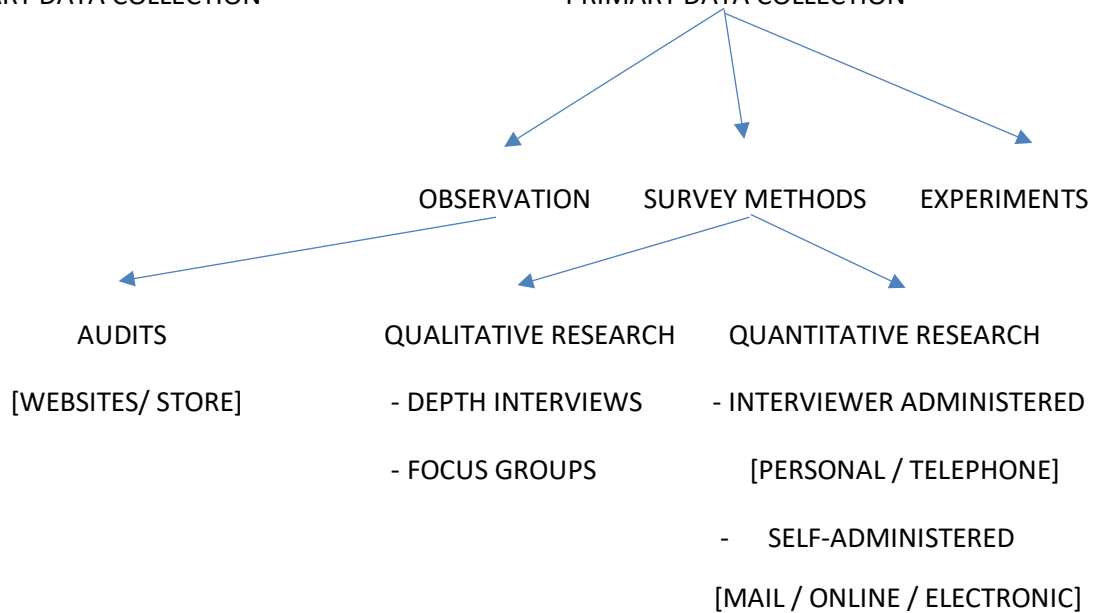 ARY DATA COLLECTION PRIMARY DATA COLLECTION
OBSERVATION SURVEY METHODS EXPERIMENTS
AUDITS QUALITATIVE RESEARCH QUANTITATIVE RESEARCH
[WEBSITES/ STORE] - DEPTH INTERVIEWS - INTERVIEWER ADMINISTERED
- FOCUS GROUPS [PERSONAL / TELEPHONE]
- SELF-ADMINISTERED
[MAIL / ONLINE / ELECTRONIC]